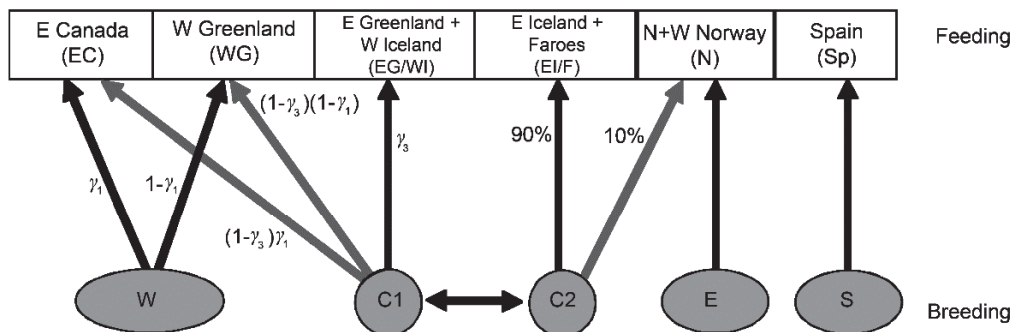 E Canada
(EC)
W Greenland
(WG)
E Greenland +
W Iceland
(EG/WI)
E Iceland +
Faroes
(EI/F)
N+W Norway
(N)
Spain
(Sp)
Feeding
(1-γ₃)(1-γ₁)
γ₃
90%
10%
γ₁
1-γ₁
(1-γ₃)γ₁
W
C1
C2
E
S
Breeding